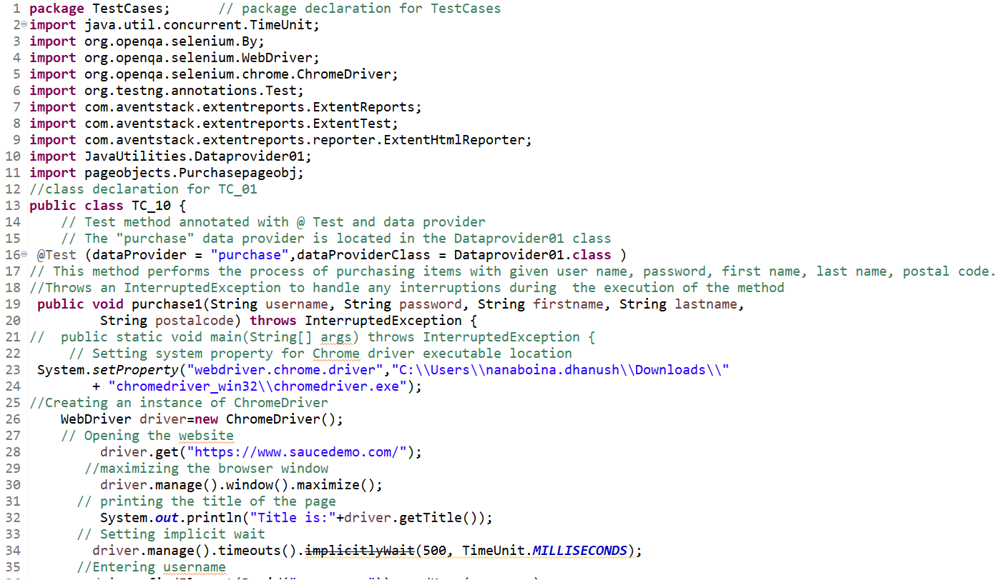 1 package TestCases;      // package declaration for TestCases
2 import java.util.concurrent.TimeUnit;
3 import org.openqa.selenium.By;
4 import org.openqa.selenium.WebDriver;
5 import org.openqa.selenium.chrome.ChromeDriver;
6 import org.testng.annotations.Test;
7 import com.aventstack.extentreports.ExtentReports;
8 import com.aventstack.extentreports.ExtentTest;
9 import com.aventstack.extentreports.reporter.ExtentHtmlReporter;
10 import JavaUtilities.Dataprovider01;
11 import pageobjects.Purchasepageobj;
12 //class declaration for TC_01
13 public class TC_10 {
14     // Test method annotated with @ Test and data provider
15     // The "purchase" data provider is located in the Dataprovider01 class
16  @Test (dataProvider = "purchase",dataProviderClass = Dataprovider01.class )
17 // This method performs the process of purchasing items with given user name, password, first name, last name, postal code.
18 //Throws an InterruptedException to handle any interruptions during  the execution of the method
19  public void purchase1(String username, String password, String firstname, String lastname,
20          String postalcode) throws InterruptedException {
21 //  public static void main(String[] args) throws InterruptedException {
22      // Setting system property for Chrome driver executable location
23  System.setProperty("webdriver.chrome.driver","C:\\Users\\nanaboina.dhanush\\Downloads\\"
24         + "chromedriver_win32\\chromedriver.exe");
25 //Creating an instance of ChromeDriver
26     WebDriver driver=new ChromeDriver();
27     // Opening the website
28          driver.get("https://www.saucedemo.com/");
29        //maximizing the browser window
30          driver.manage().window().maximize();
31       // printing the title of the page
32          System.out.println("Title is:"+driver.getTitle());
33       // Setting implicit wait
34         driver.manage().timeouts().implicitlyWait(500, TimeUnit.MILLISECONDS);
35       //Entering username